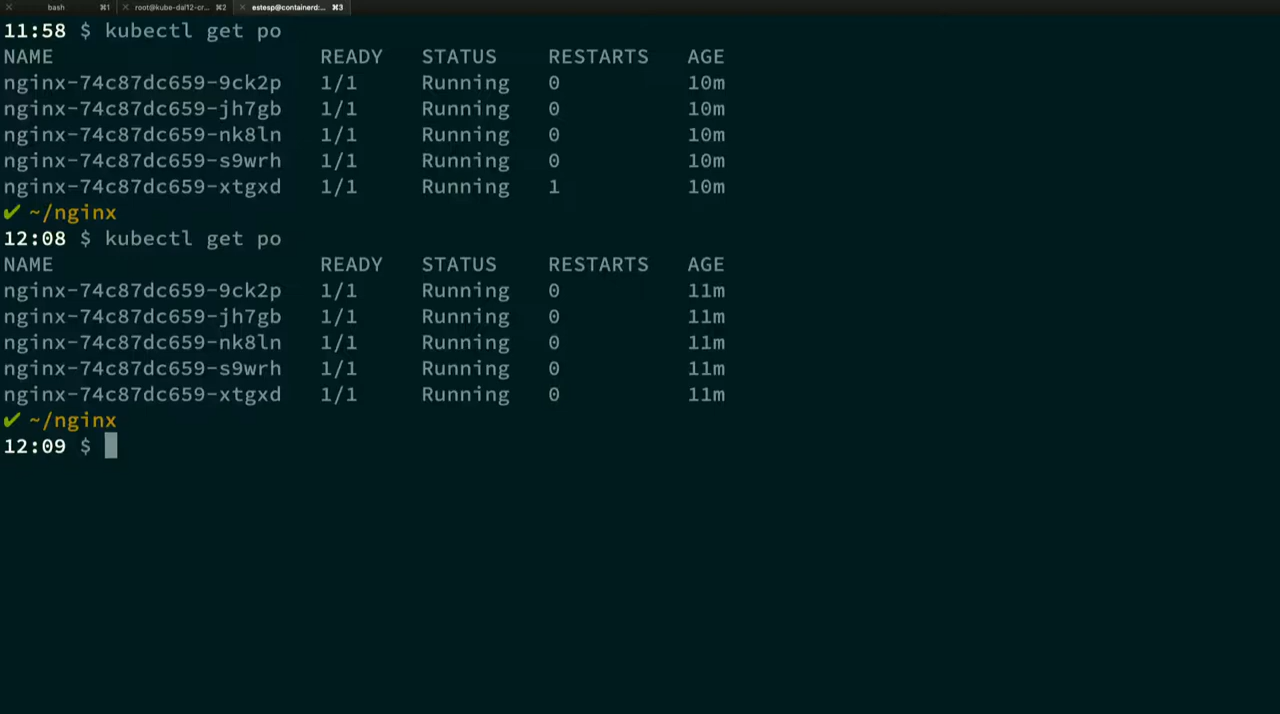 bash ⌘1 root@kube-dal12-cr... ⌘2 estesp@containerd:... ⌘3
11:58 $ kubectl get po
NAME READY STATUS RESTARTS AGE
nginx-74c87dc659-9ck2p 1/1 Running 0 10m
nginx-74c87dc659-jh7gb 1/1 Running 0 10m
nginx-74c87dc659-nk8ln 1/1 Running 0 10m
nginx-74c87dc659-s9wrh 1/1 Running 0 10m
nginx-74c87dc659-xtgxd 1/1 Running 1 10m
✔ ~/nginx
12:08 $ kubectl get po
NAME READY STATUS RESTARTS AGE
nginx-74c87dc659-9ck2p 1/1 Running 0 11m
nginx-74c87dc659-jh7gb 1/1 Running 0 11m
nginx-74c87dc659-nk8ln 1/1 Running 0 11m
nginx-74c87dc659-s9wrh 1/1 Running 0 11m
nginx-74c87dc659-xtgxd 1/1 Running 0 11m
✔ ~/nginx
12:09 $